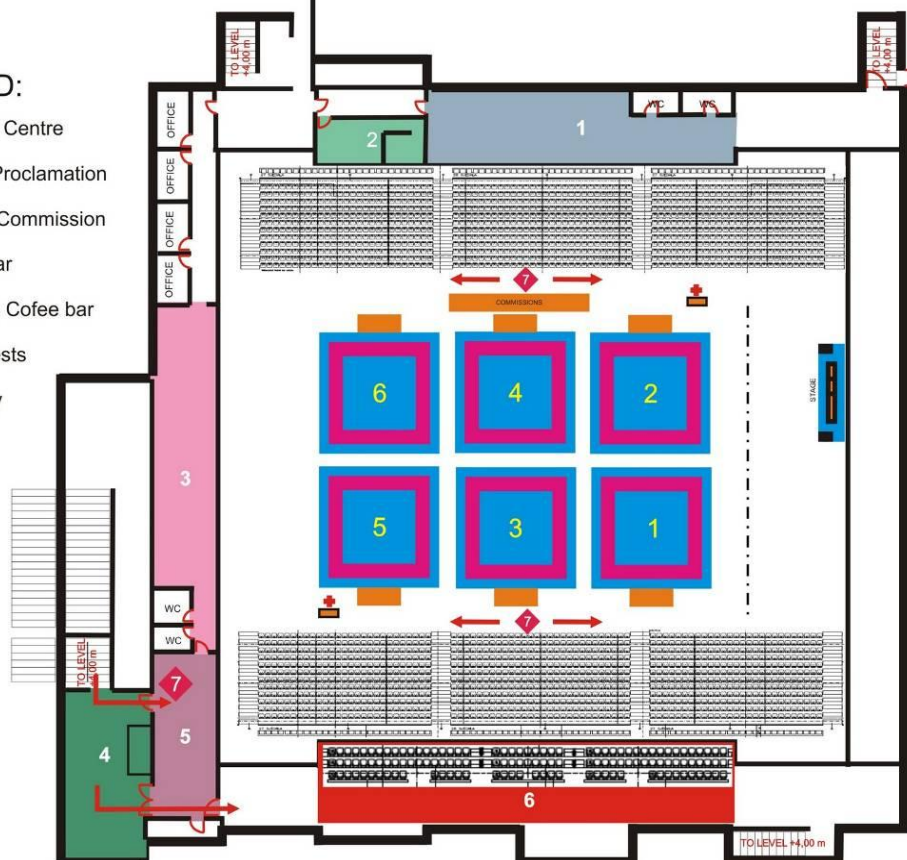 D:
Centre
Proclamation
Commission
ar
Cofee bar
ests
y
TO LEVEL
+4,00 m
TO LEVEL
+4,00 m
OFFICE
OFFICE
OFFICE
OFFICE
2
1
WC
WC
7
COMMISSIONS
6
4
2
STAGE
3
5
3
1
WC
WC
7
TO LEVEL
+4,00 m
7
4
5
6
TO LEVEL +4,00 m